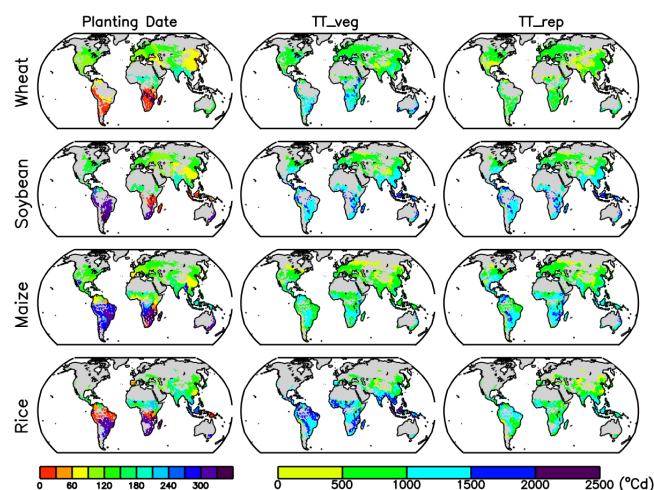 Planting Date TT_veg TT_rep
Wheat
Soybean
Maize
Rice
0 60 120 180 240 300 0 500 1000 1500 2000 2500 (°Cd)